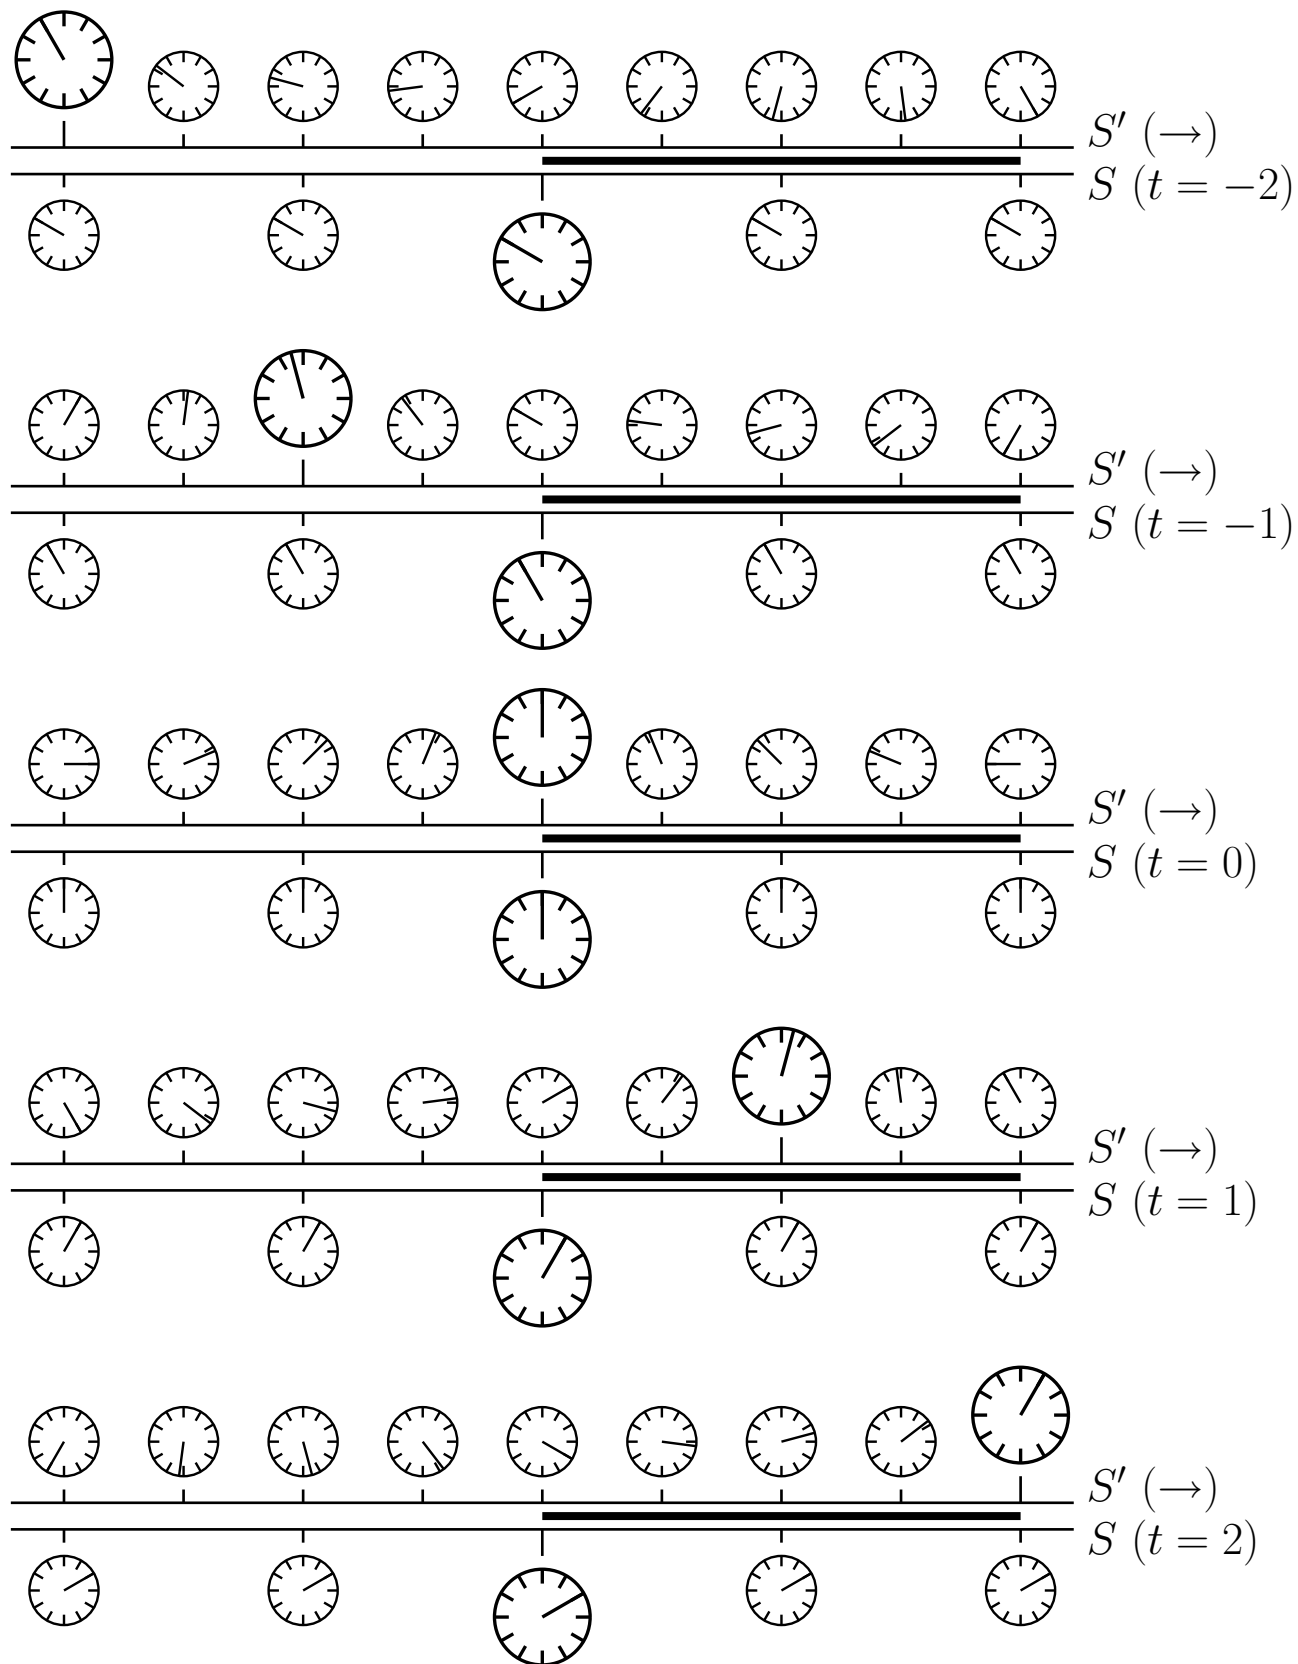 S′ (→)
S (t = −2)
S′ (→)
S (t = −1)
S′ (→)
S (t = 0)
S′ (→)
S (t = 1)
S′ (→)
S (t = 2)